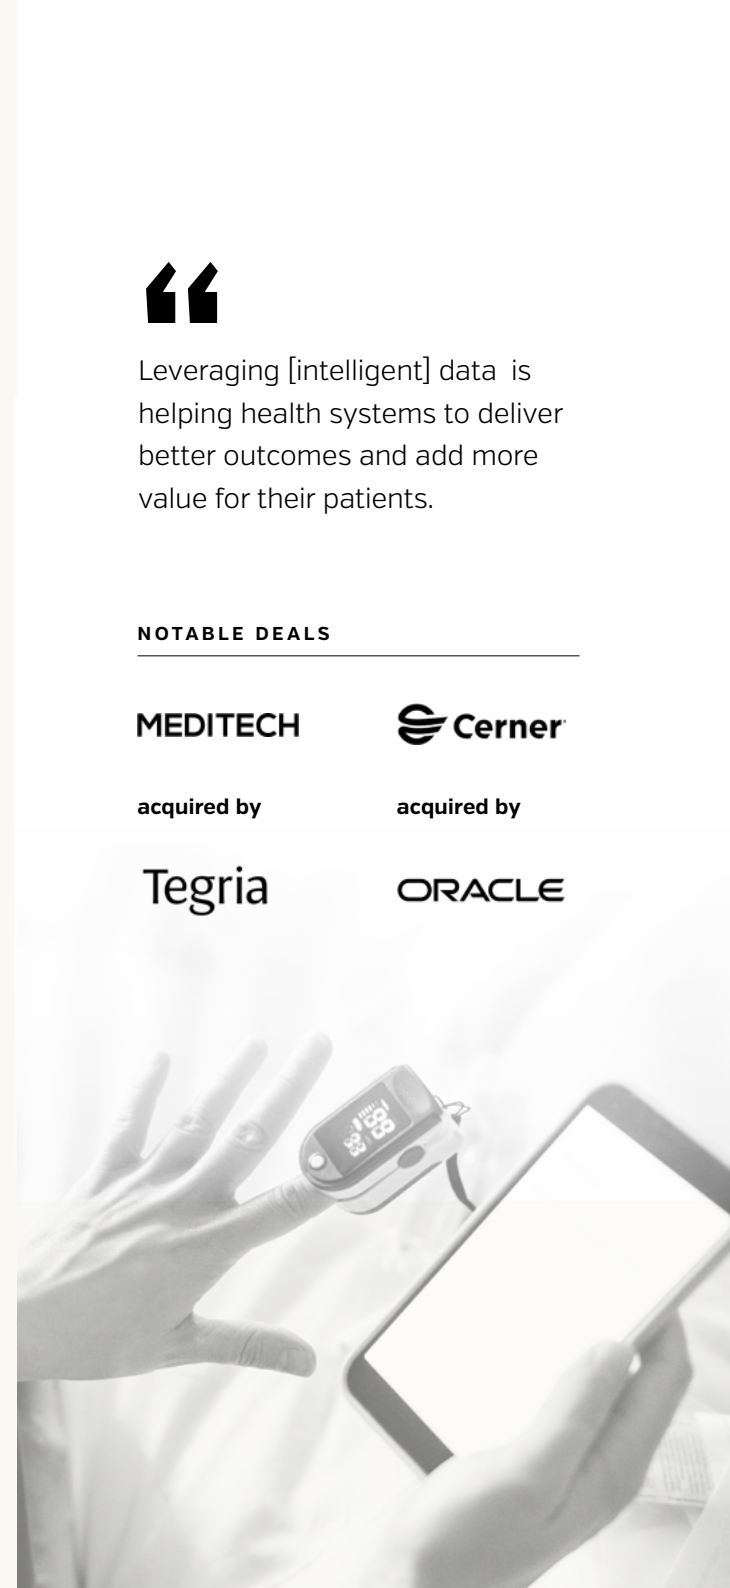 “
Leveraging [intelligent] data  is
helping health systems to deliver
better outcomes and add more
value for their patients.
NOTABLE DEALS
MEDITECH
Cerner
acquired by
acquired by
Tegria
ORACLE